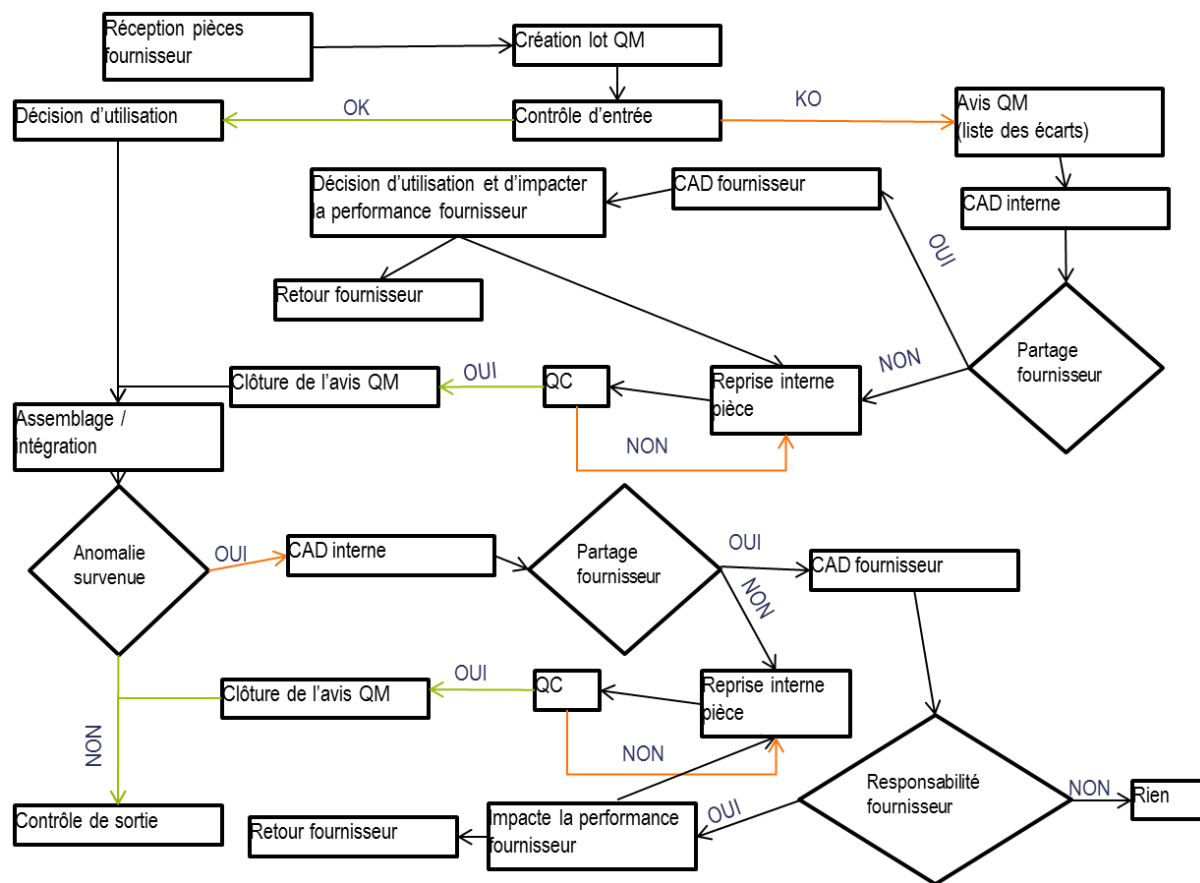 Réception pièces
fournisseur
Création lot QM
Décision d'utilisation
OK
Contrôle d'entrée
KO
Avis QM
(liste des écarts)
Décision d'utilisation et d'impacter
la performance fournisseur
CAD fournisseur
CAD interne
OUI
Retour fournisseur
Partage
fournisseur
NON
Clôture de l'avis QM
OUI
QC
Reprise interne
pièce
NON
Assemblage /
intégration
Anomalie
survenue
OUI
CAD interne
Partage
fournisseur
OUI
CAD fournisseur
NON
Clôture de l'avis QM
OUI
QC
Reprise interne
pièce
NON
NON
Responsabilité
fournisseur
NON
Rien
Contrôle de sortie
Retour fournisseur
Impacte la performance
fournisseur
OUI